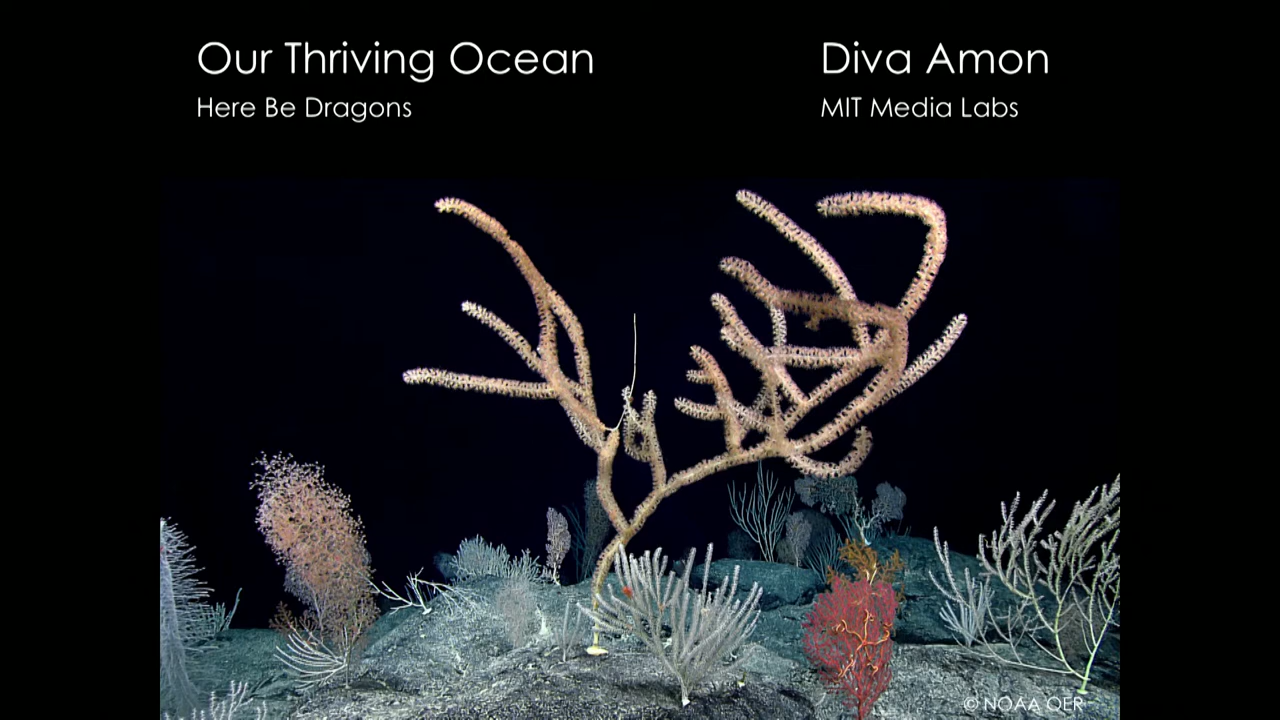 Our Thriving Ocean
Here Be Dragons
Diva Amon
MIT Media Labs
© NOAA OER